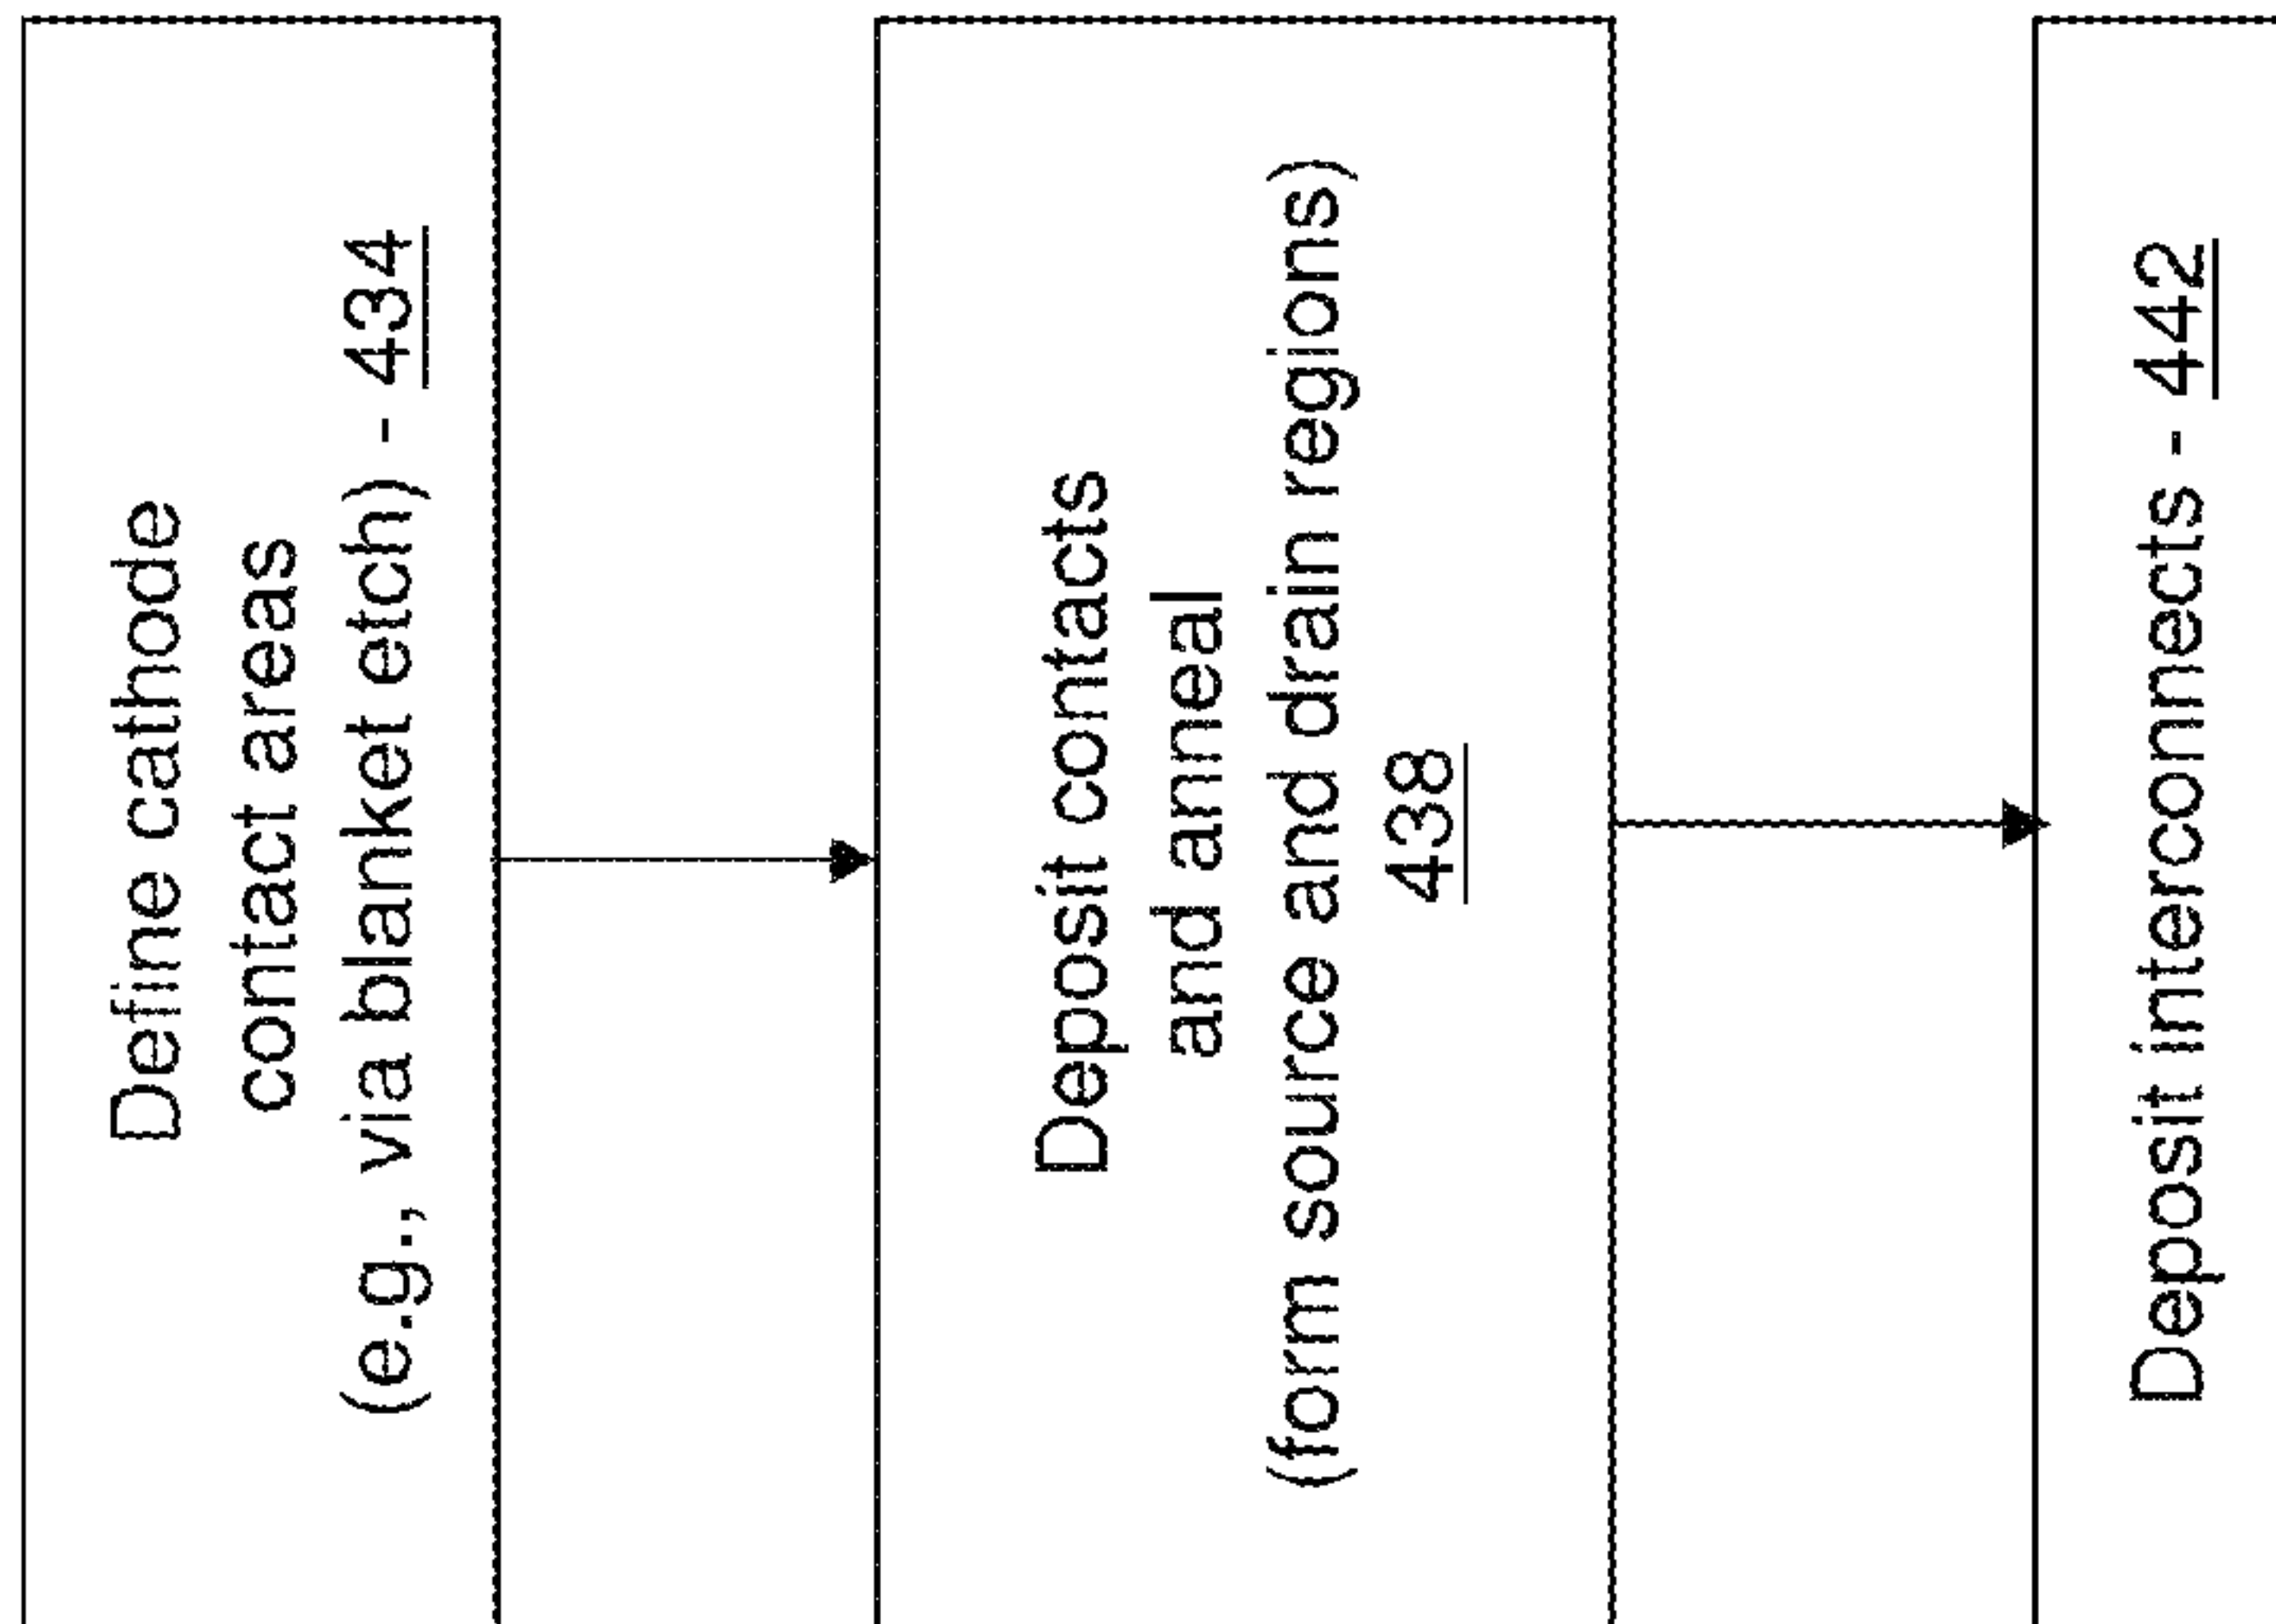 Define cathode
contact areas
(e.g., via blanket etch) - 434
Deposit contacts
and anneal
(form source and drain regions)
438
Deposit interconnects - 442